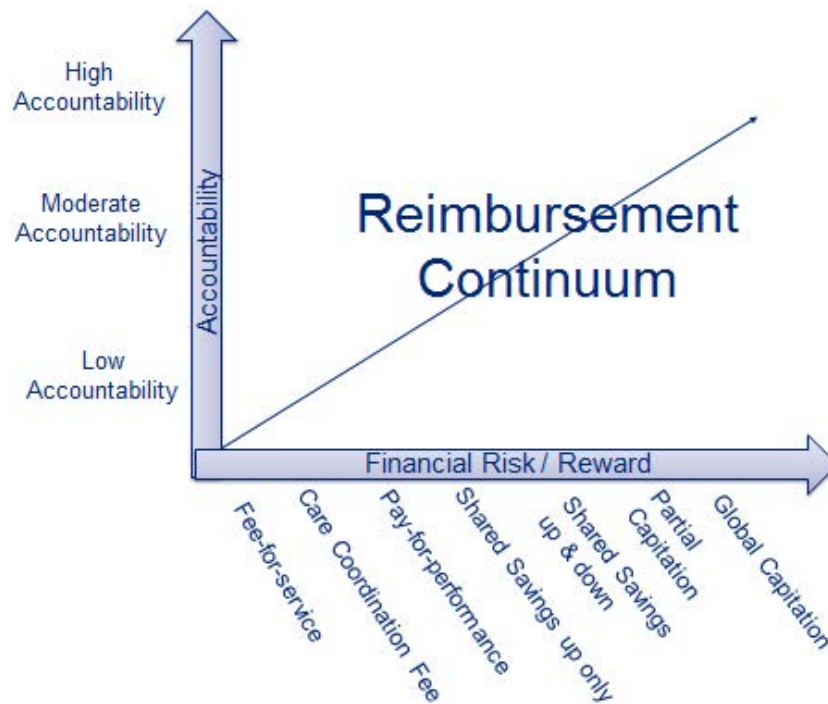 High
Accountability
Moderate
Accountability
Low
Accountability
Accountability
Reimbursement
Continuum
Financial Risk / Reward
Fee-for-service
Care Coordination Fee
Pay-for-performance
Shared Savings up only
Shared Savings
up & down
Partial
Capitation
Global Capitation